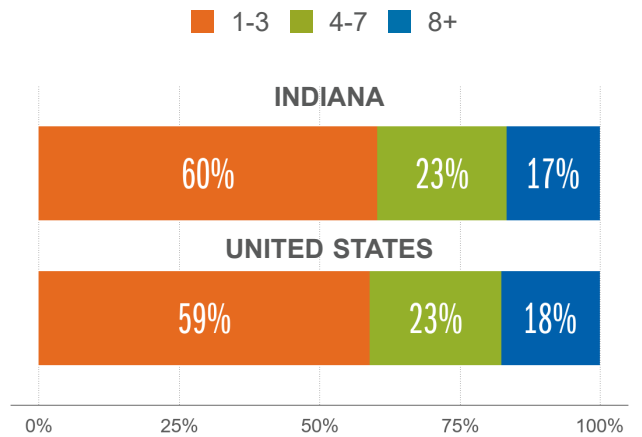 1-3 4-7 8+
INDIANA
60% 23% 17%
UNITED STATES
59% 23% 18%
0% 25% 50% 75% 100%